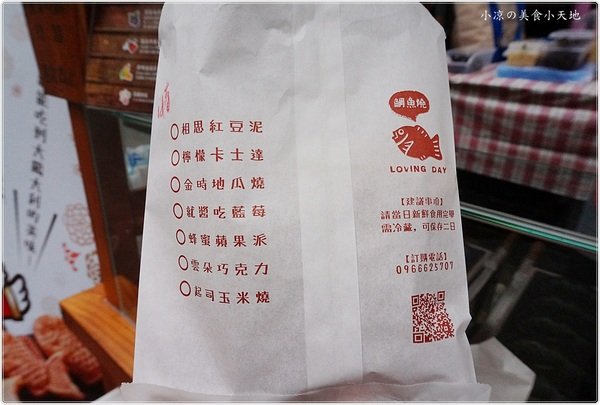 小凉の美食小天地
鯛魚燒
LOVING DAY
相思紅豆泥
檸檬卡士達
金時地瓜燒
就醬吃藍莓
蜂蜜蘋果派
雲朵巧克力
起司玉米燒
【建議事項】
請當日新鮮食用完畢
需冷藏，可保存二日
【訂購電話】
0966625707